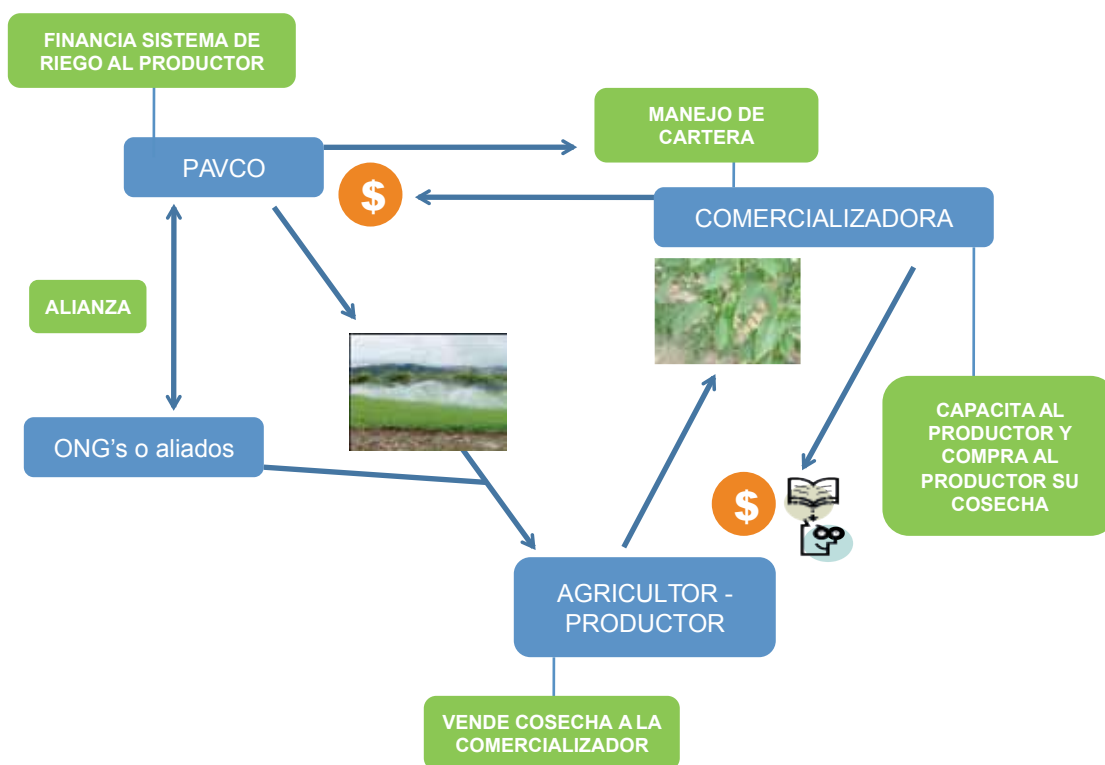 FINANCIA SISTEMA DE
RIEGO AL PRODUCTOR
MANEJO DE
CARTERA
PAVCO
$
COMERCIALIZADORA
ALIANZA
ONG's o aliados
CAPACITA AL
PRODUCTOR Y
COMPRA AL
PRODUCTOR SU
COSECHA
$
AGRICULTOR -
PRODUCTOR
VENDE COSECHA A LA
COMERCIALIZADOR